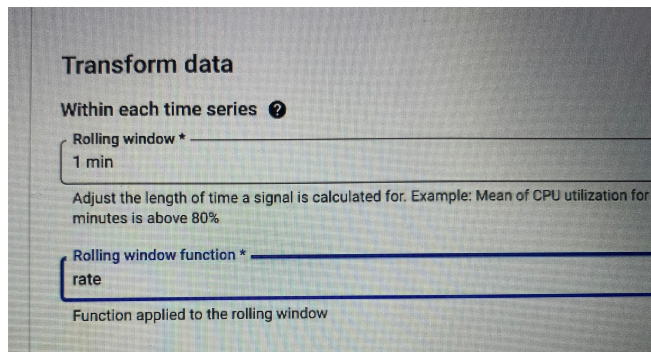 Transform data
Within each time series ?
Rolling window *
1 min
Adjust the length of time a signal is calculated for. Example: Mean of CPU utilization for
minutes is above 80%
Rolling window function *
rate
Function applied to the rolling window